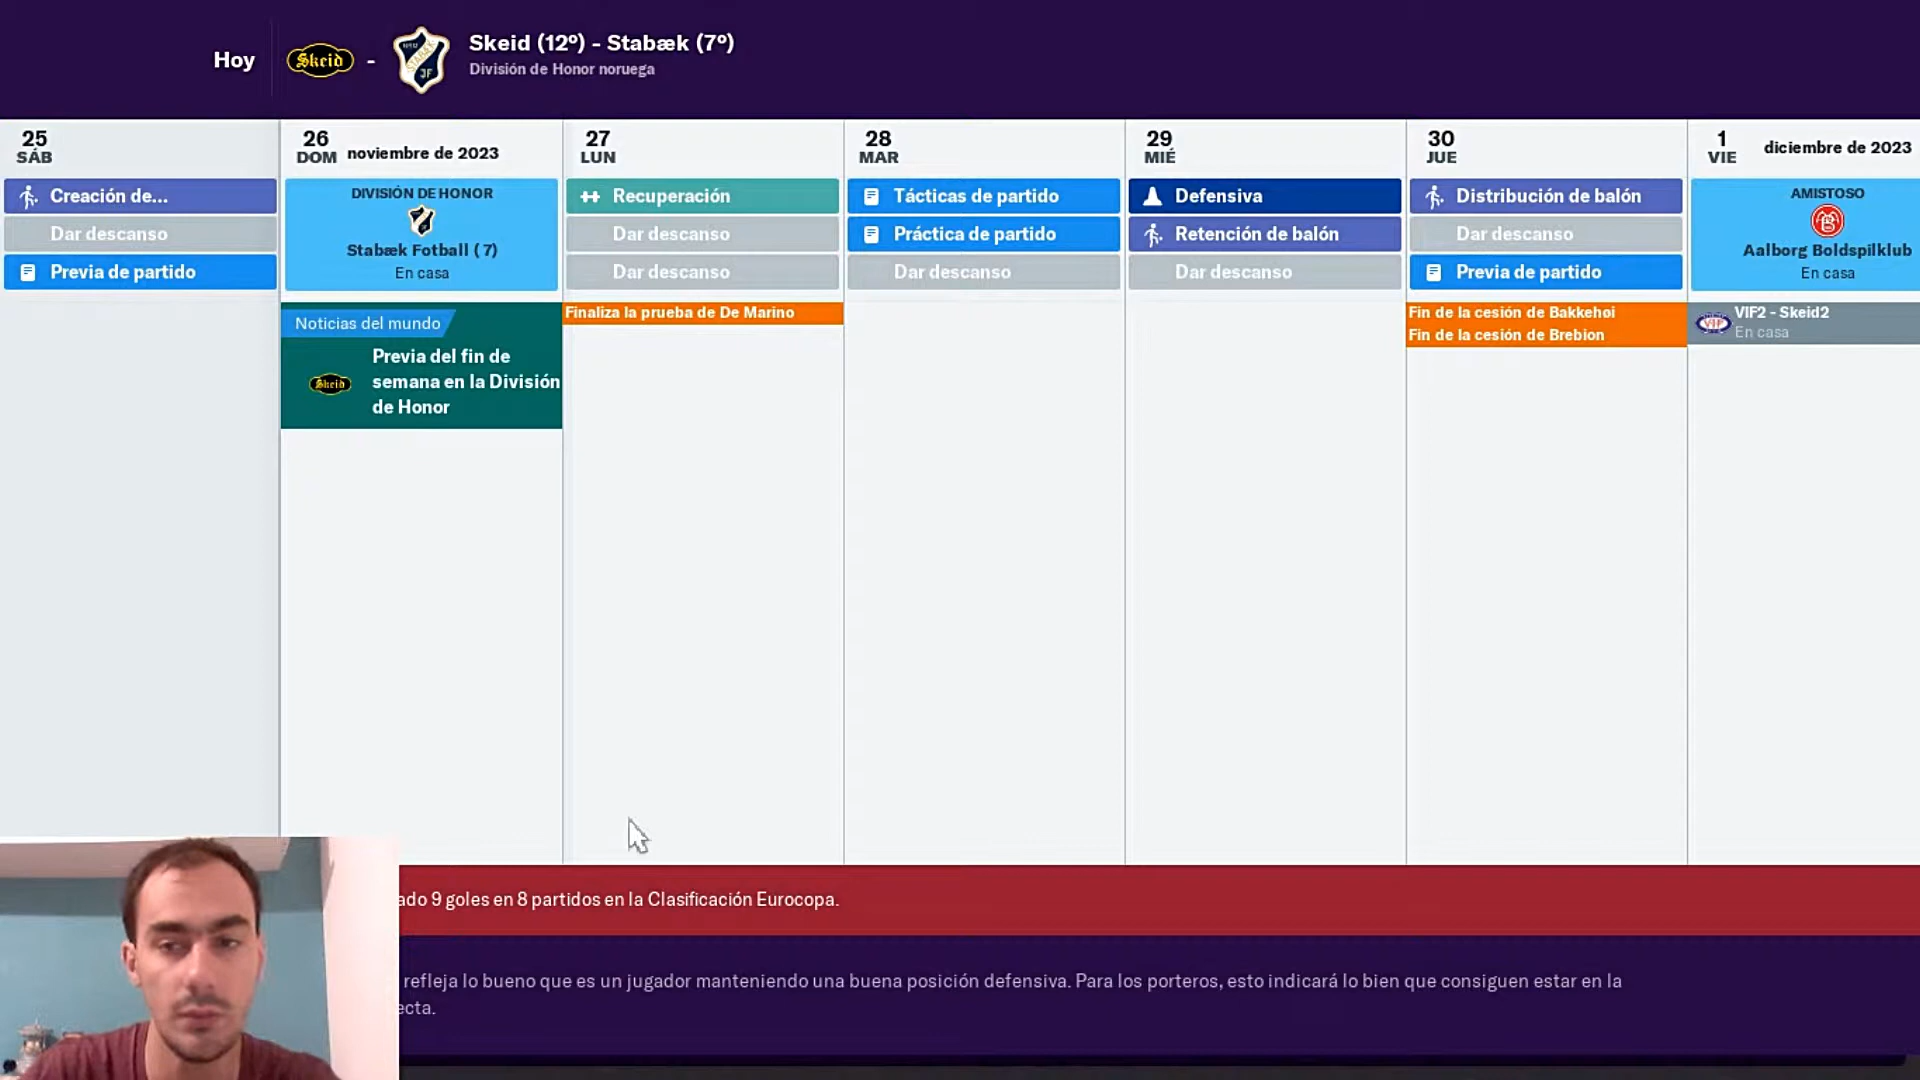 Hoy
Skeid
-
Skeid (12º) - Stabæk (7º)
División de Honor noruega
25
SÁB
Creación de...
Dar descanso
Previa de partido
26
DOM
noviembre de 2023
DIVISIÓN DE HONOR
Stabæk Fotball ( 7)
En casa
Noticias del mundo
Skeid
Previa del fin de
semana en la División
de Honor
27
LUN
Recuperación
Dar descanso
Dar descanso
Finaliza la prueba de De Marino
28
MAR
Tácticas de partido
Práctica de partido
Dar descanso
29
MIÉ
Defensiva
Retención de balón
Dar descanso
30
JUE
Distribución de balón
Dar descanso
Previa de partido
Fin de la cesión de Bakkehøi
Fin de la cesión de Brebion
1
VIE
diciembre de 2023
AMISTOSO
Aalborg Boldspilklub
En casa
VIF
VIF2 - Skeid2
En casa
ado 9 goles en 8 partidos en la Clasificación Eurocopa.
refleja lo bueno que es un jugador manteniendo una buena posición defensiva. Para los porteros, esto indicará lo bien que consiguen estar en la
ecta.